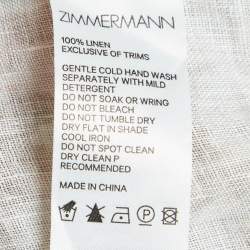 ZIMMERMANN
100% LINEN
EXCLUSIVE OF TRIMS
GENTLE COLD HAND WASH
SEPARATELY WITH MILD
DETERGENT
DO NOT SOAK OR WRING
DO NOT BLEACH
DO NOT TUMBLE DRY
DRY FLAT IN SHADE
COOL IRON
DO NOT SPOT CLEAN
DRY CLEAN P
RECOMMENDED
MADE IN CHINA
P